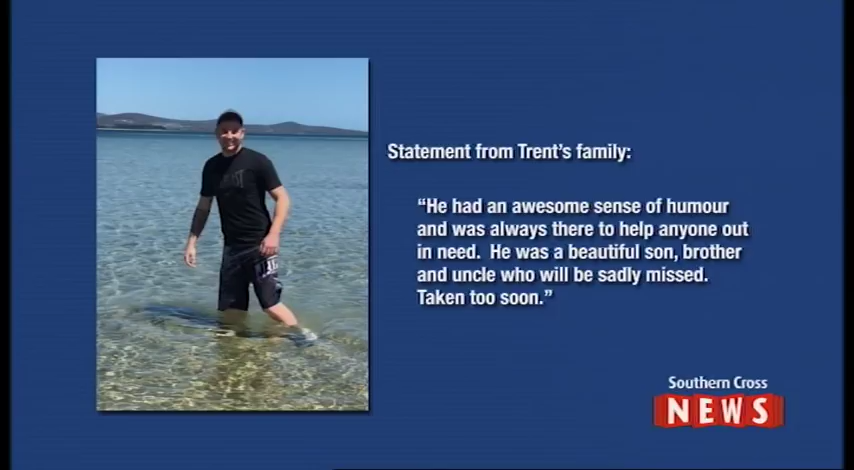 Statement from Trent's family:
“He had an awesome sense of humour
and was always there to help anyone out
in need. He was a beautiful son, brother
and uncle who will be sadly missed.
Taken too soon.”
Southern Cross
NEWS